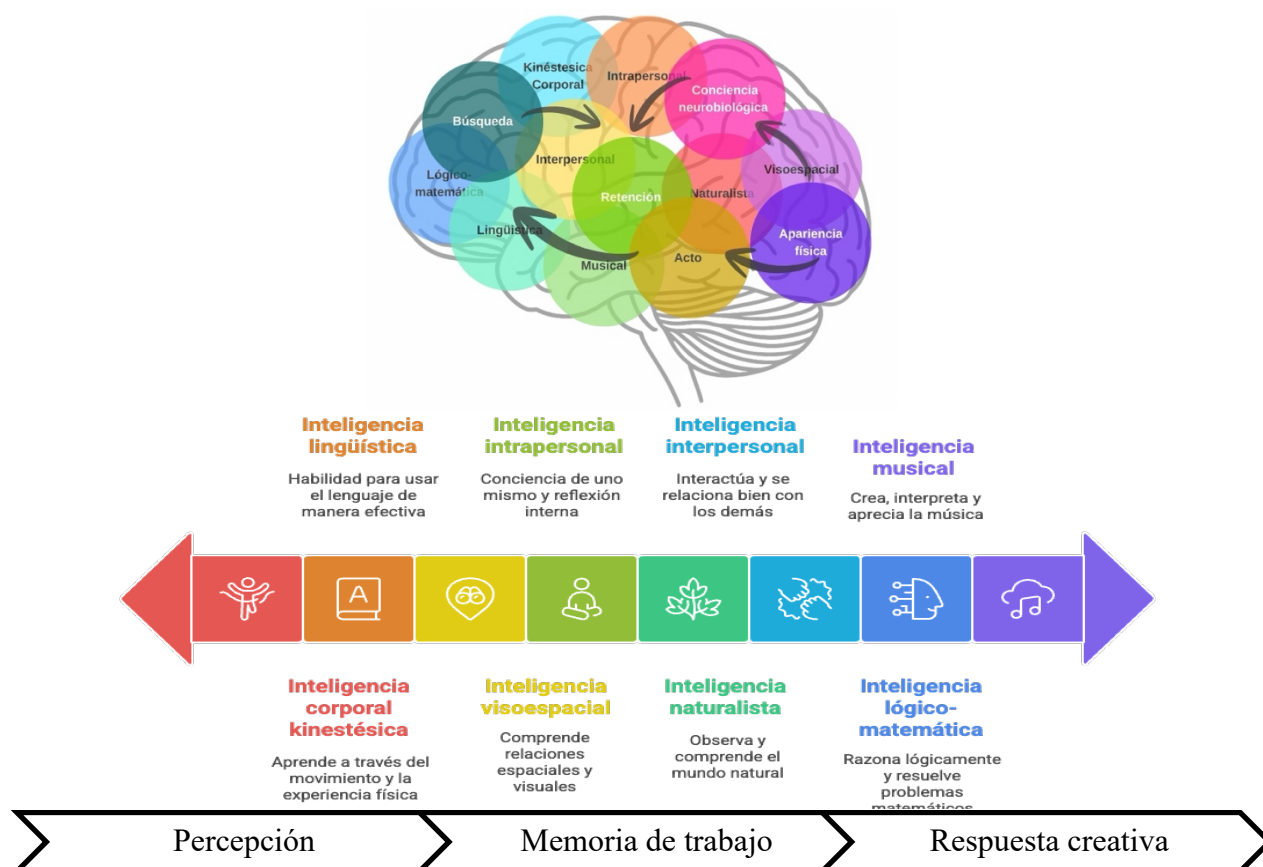 Kinéstesica
Corporal
Intrapersonal
Conciencia
neurobiológica
Búsqueda
Interpersonal
Lógico-
matemática
Visoespacial
Retención
Naturalista
Lingüística
Apariencia
física
Musical
Acto
Inteligencia
lingüística
Habilidad para usar
el lenguaje de
manera efectiva
Inteligencia
intrapersonal
Conciencia de uno
mismo y reflexión
interna
Inteligencia
interpersonal
Interactúa y se
relaciona bien con
los demás
Inteligencia
musical
Crea, interpreta y
aprecia la música
A
Inteligencia
corporal
kinestésica
Aprende a través del
movimiento y la
experiencia física
Inteligencia
visoespacial
Comprende
relaciones
espaciales y
visuales
Inteligencia
naturalista
Observa y
comprende el
mundo natural
Inteligencia
lógico-
matemática
Razona lógicamente
y resuelve
problemas
matemáticos
Percepción
Memoria de trabajo
Respuesta creativa